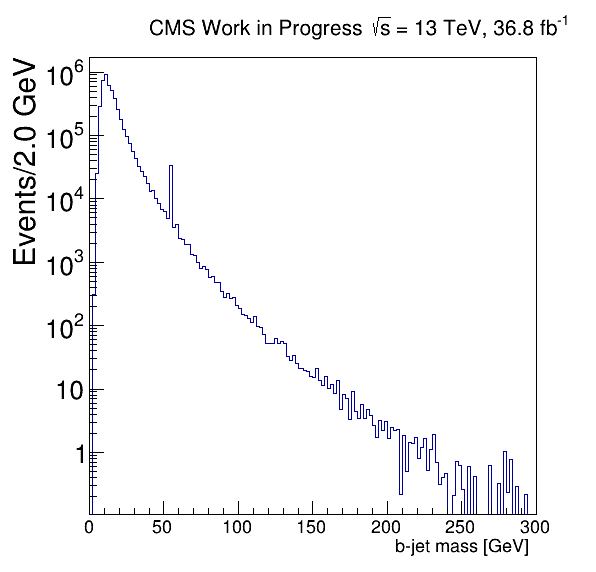 CMS Work in Progress √s = 13 TeV, 36.8 fb⁻¹
Events/2.0 GeV
10⁶
10⁵
10⁴
10³
10²
10
1
0 50 100 150 200 250 300
b-jet mass [GeV]